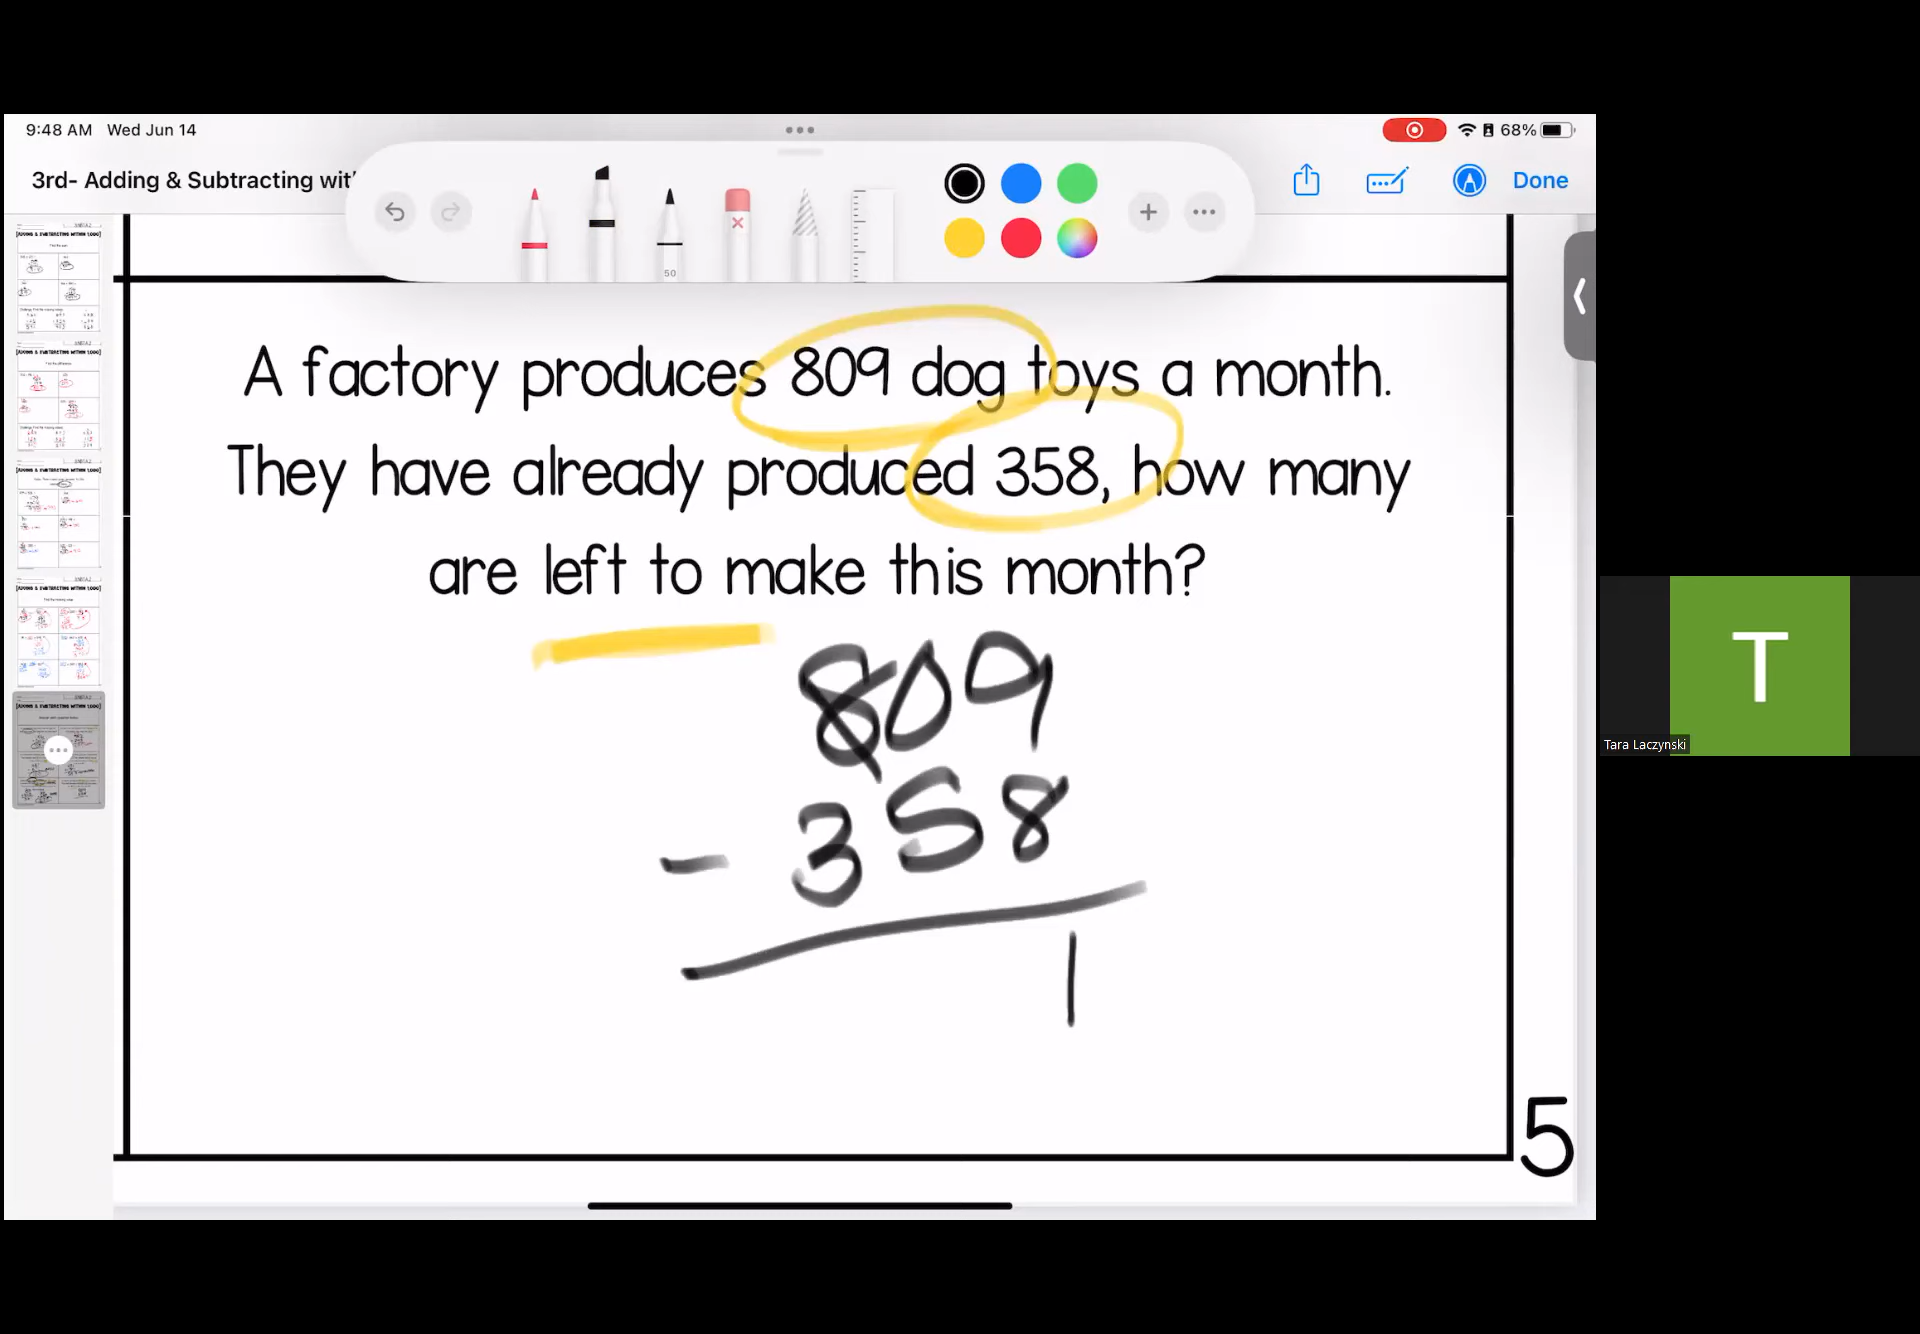 9:48 AM Wed Jun 14
68%
3rd- Adding & Subtracting wit
50
Done
A factory produces 809 dog toys a month.
They have already produced 358, how many
are left to make this month?
809
- 358
1
5
T
Tara Laczynski